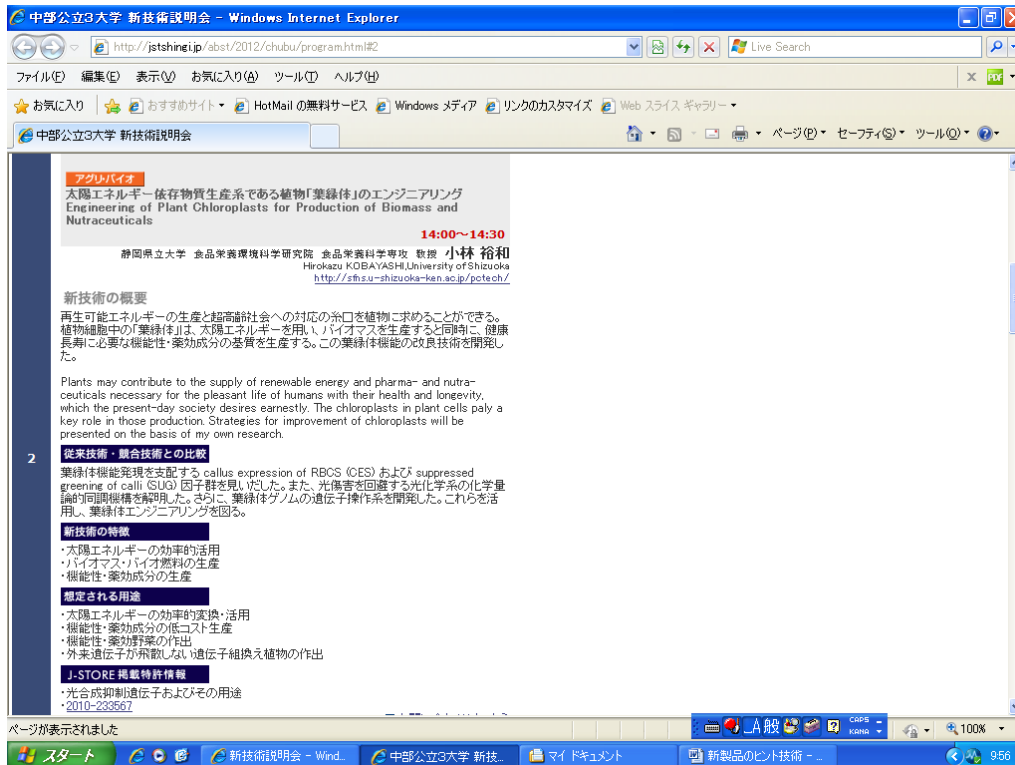 中部公立3大学 新技術説明会 - Windows Internet Explorer
http://jstshingi.jp/abst/2012/chubu/program.html#2
Live Search
ファイル(F) 編集(E) 表示(V) お気に入り(A) ツール(T) ヘルプ(H)
お気に入り おすすめサイト HotMail の無料サービス Windows メディア リンクのカスタマイズ Web スライス ギャラリー
中部公立3大学 新技術説明会
ページ(P) セーフティ(S) ツール(O)
アグリ・バイオ
太陽エネルギー依存物質生産系である植物「葉緑体」のエンジニアリング
Engineering of Plant Chloroplasts for Production of Biomass and
Nutraceuticals
14:00～14:30
静岡県立大学 食品栄養環境科学研究院 食品栄養科学専攻 教授 小林 裕和
Hirokazu KOBAYASHI,University of Shizuoka
http://sfns.u-shizuoka-ken.ac.jp/pctech/
新技術の概要
再生可能エネルギーの生産と超高齢社会への対応の糸口を植物に求めることができる。
植物細胞中の「葉緑体」は、太陽エネルギーを用い、バイオマスを生産すると同時に、健康
長寿に必要な機能性・薬効成分の基質を生産する。この葉緑体機能の改良技術を開発し
た。
Plants may contribute to the supply of renewable energy and pharma- and nutra-
ceuticals necessary for the pleasant life of humans with their health and longevity,
which the present-day society desires earnestly. The chloroplasts in plant cells paly a
key role in those production. Strategies for improvement of chloroplasts will be
presented on the basis of my own research.
2
従来技術・競合技術との比較
葉緑体機能発現を支配する callus expression of RBCS (CES) および suppressed
greening of calli (SUG) 因子群を見いだした。また、光傷害を回避する光化学系の化学量
論的同調機構を解明した。さらに、葉緑体ゲノムの遺伝子操作系を開発した。これらを活
用し、葉緑体エンジニアリングを図る。
新技術の特徴
・太陽エネルギーの効率的活用
・バイオマス・バイオ燃料の生産
・機能性・薬効成分の生産
想定される用途
・太陽エネルギーの効率的変換・活用
・機能性・薬効成分の低コスト生産
・機能性・薬効野菜の作出
・外来遺伝子が飛散しない遺伝子組換え植物の作出
J-STORE 掲載特許情報
・光合成抑制遺伝子およびその用途
・2010-233567
ページが表示されました
A 般
CAPS
KANA
100%
スタート
新技術説明会 - Wind...
中部公立3大学 新技...
マイ ドキュメント
新製品のヒント技術 - ...
9:56